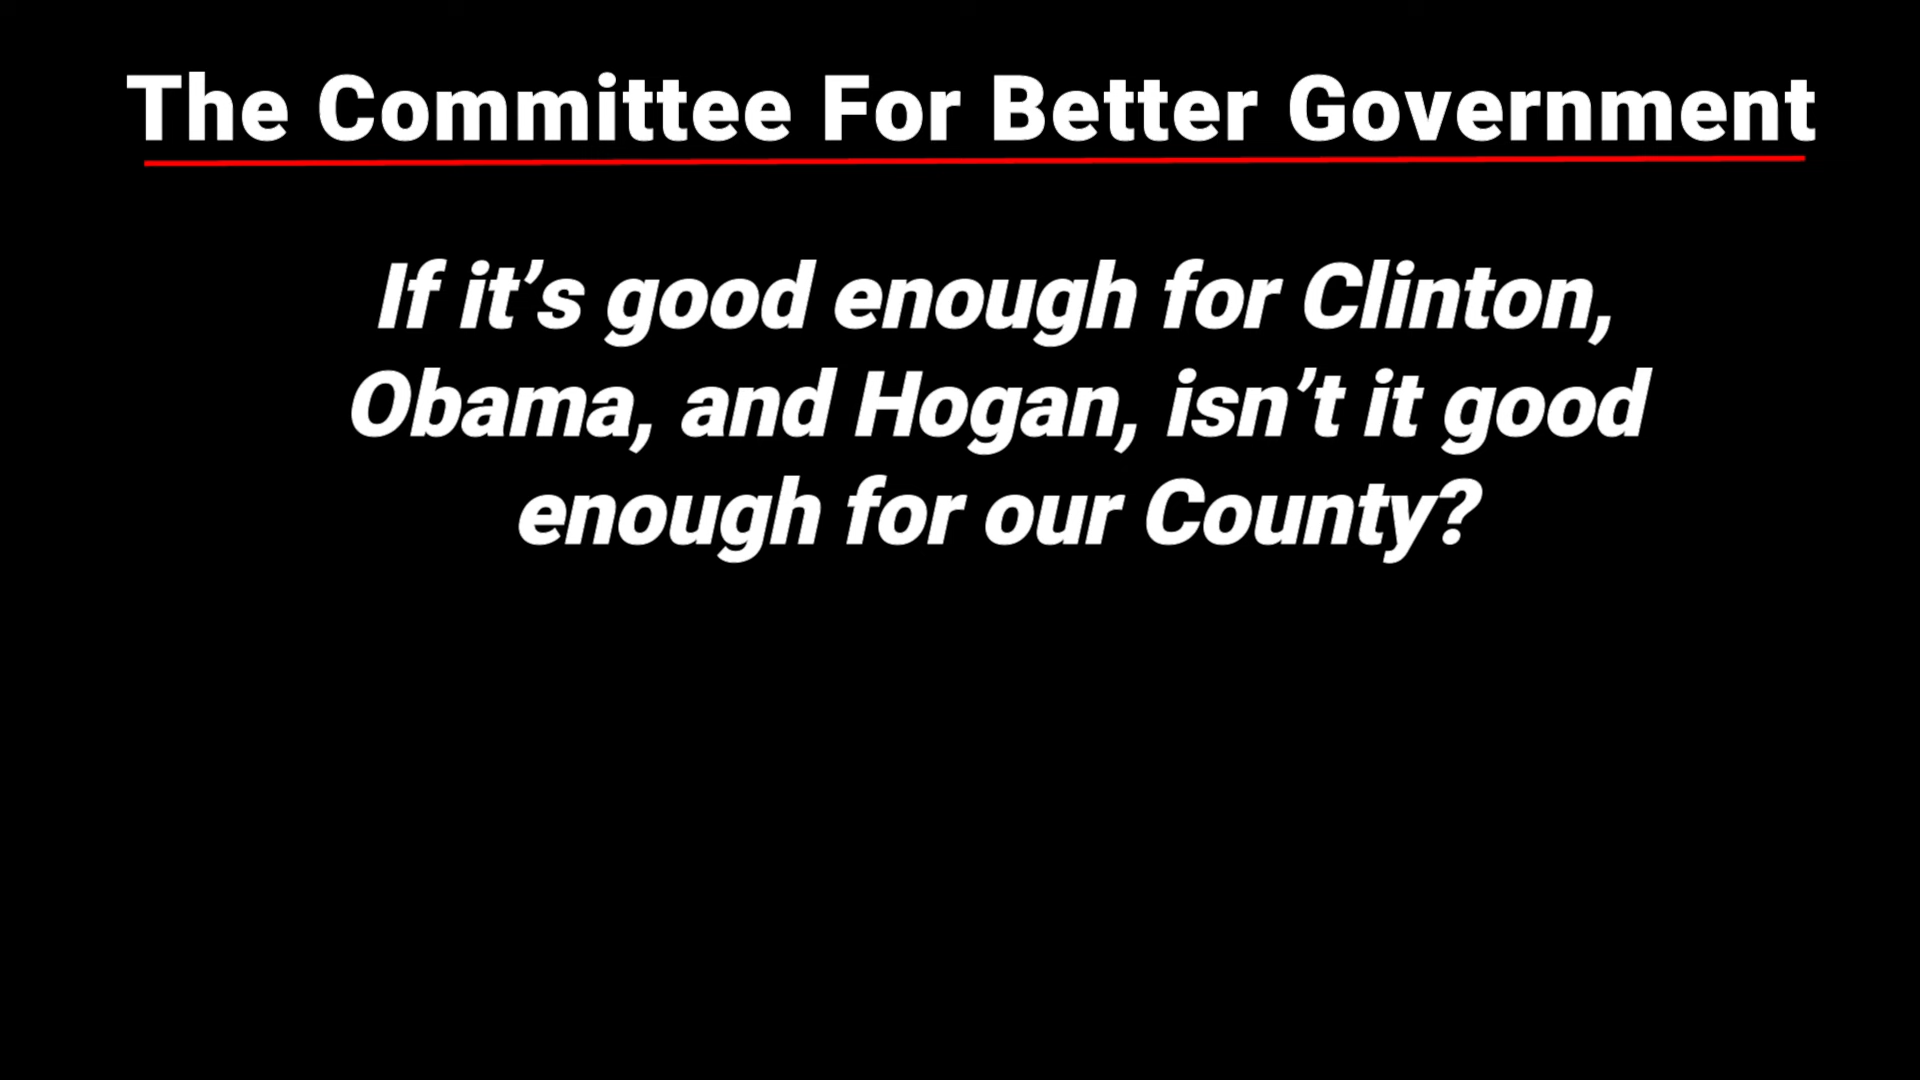 The Committee For Better Government
If it’s good enough for Clinton,
Obama, and Hogan, isn’t it good
enough for our County?